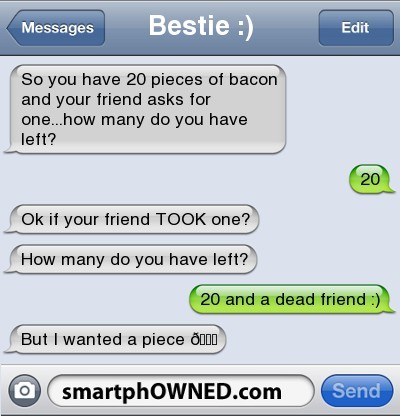 Messages
Bestie :)
Edit
So you have 20 pieces of bacon
and your friend asks for
one...how many do you have
left?
20
Ok if your friend TOOK one?
How many do you have left?
20 and a dead friend :)
But I wanted a piece ð
smartphOWNED.com
Send